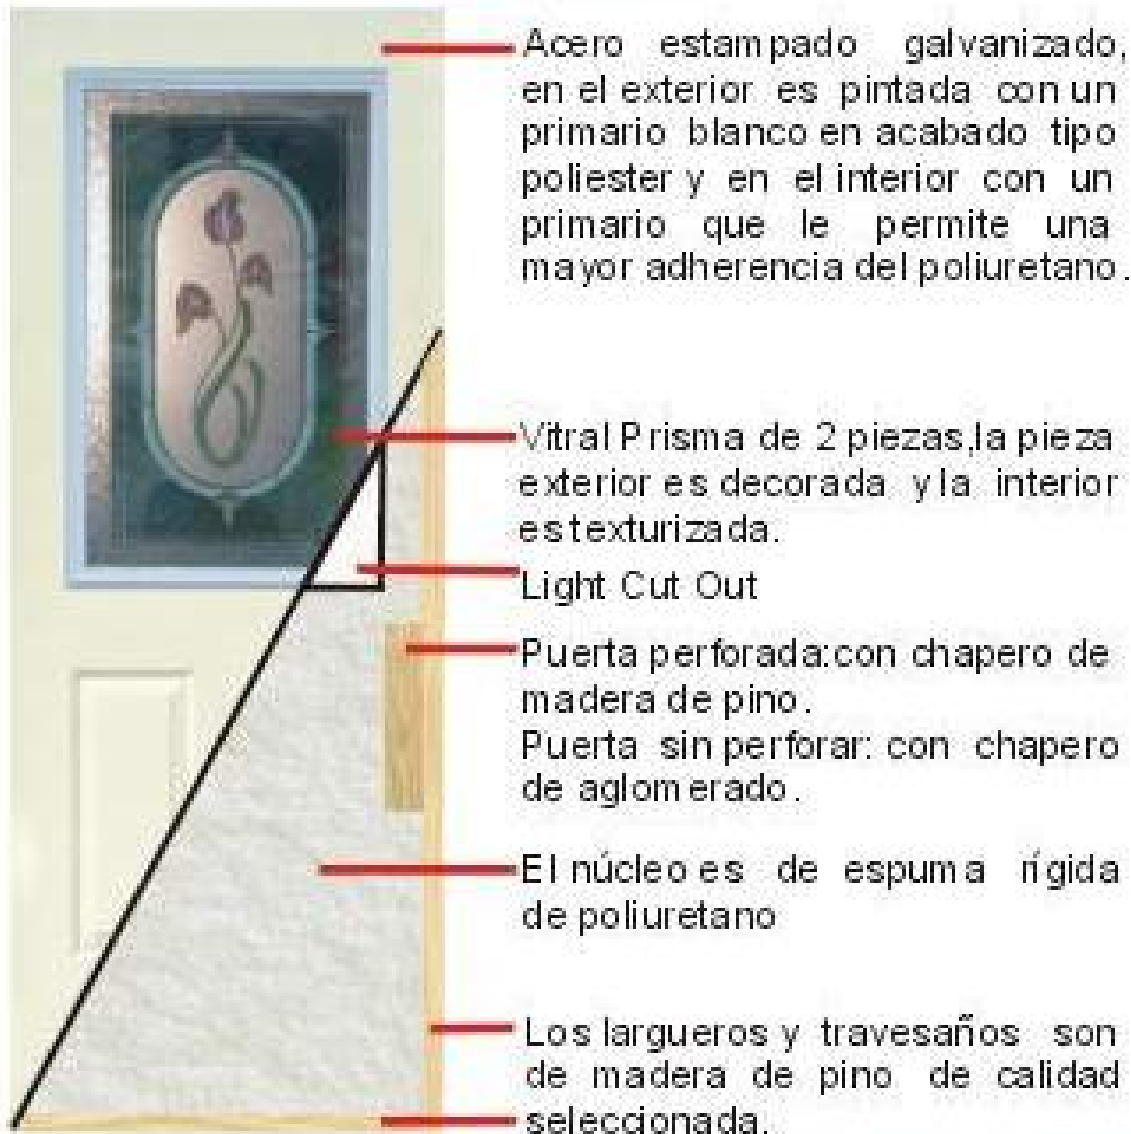 Acero estampado galvanizado,
en el exterior es pintada con un
primario blanco en acabado tipo
poliester y en el interior con un
primario que le permite una
mayor adherencia del poliuretano.
Vitral Prisma de 2 piezas,la pieza
exterior es decorada y la interior
es texturizada.
Light Cut Out
Puerta perforada:con chapero de
madera de pino.
Puerta sin perforar: con chapero
de aglomerado.
El núcleo es de espuma rígida
de poliuretano
Los largueros y travesaños son
de madera de pino de calidad
seleccionada.